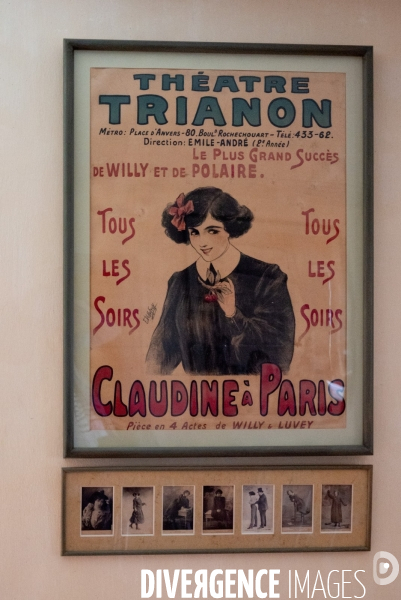 THÉATRE
TRIANON
Métro: Place d'Anvers-80.Boulᵗ Rochechouart-Télé:433-62.
Direction: EMILE-ANDRÉ (2ᵉ Année)
Le Plus Grand Succès
de WILLY et de POLAIRE.
Tous
les
Soirs
Tous
les
Soirs
CLAUDINE à PARIS
Pièce en 4 Actes de WILLY & LUVEY
DIVERGENCE IMAGES